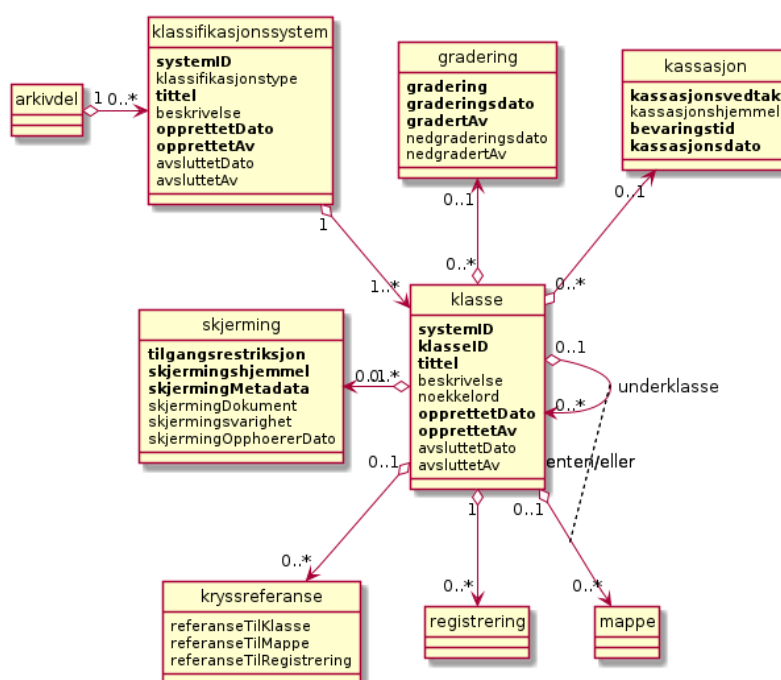 klassifikasjonssystem
systemID
klassifikasjonstype
tittel
beskrivelse
opprettetDato
opprettetAv
avsluttetDato
avsluttetAv
gradering
gradering
graderingsdato
gradertAv
nedgraderingsdato
nedgradertAv
kassasjon
kassasjonsvedtak
kassasjonshjemmel
bevaringstid
kassasjonsdato
arkivdel
1
0..*
1
1..*
0..1
0..*
0..1
0..*
skjerming
tilgangsrestriksjon
skjermingshjemmel
skjermingMetadata
skjermingDokument
skjermingsvarighet
skjermingOpphoererDato
klasse
systemID
klasseID
tittel
beskrivelse
noekkelord
opprettetDato
opprettetAv
avsluttetDato
avsluttetAv
0..1
0..*
underklasse
0..1
0..*
enten/eller
0..1
0..*
1
0..*
0..1
0..*
kryssreferanse
referanseTilKlasse
referanseTilMappe
referanseTilRegistrering
registrering
mappe